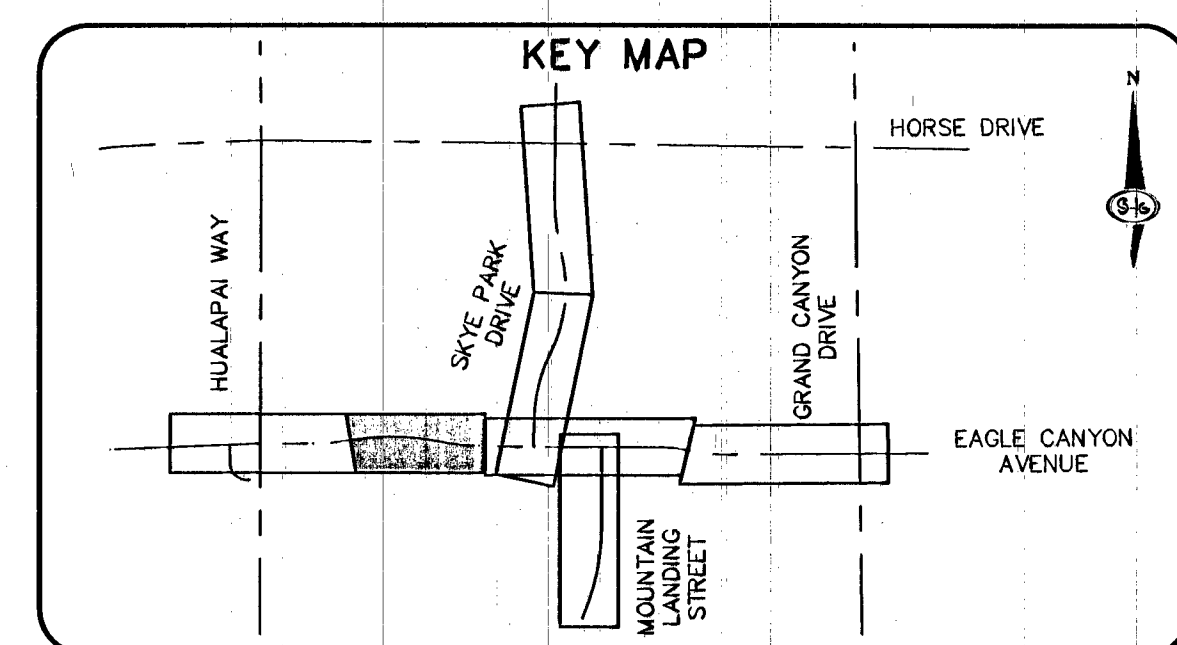 KEY MAP
N
HORSE DRIVE
S-G
HUALAPAI WAY
SKYE PARK
DRIVE
GRAND CANYON
DRIVE
EAGLE CANYON
AVENUE
MOUNTAIN
LANDING
STREET